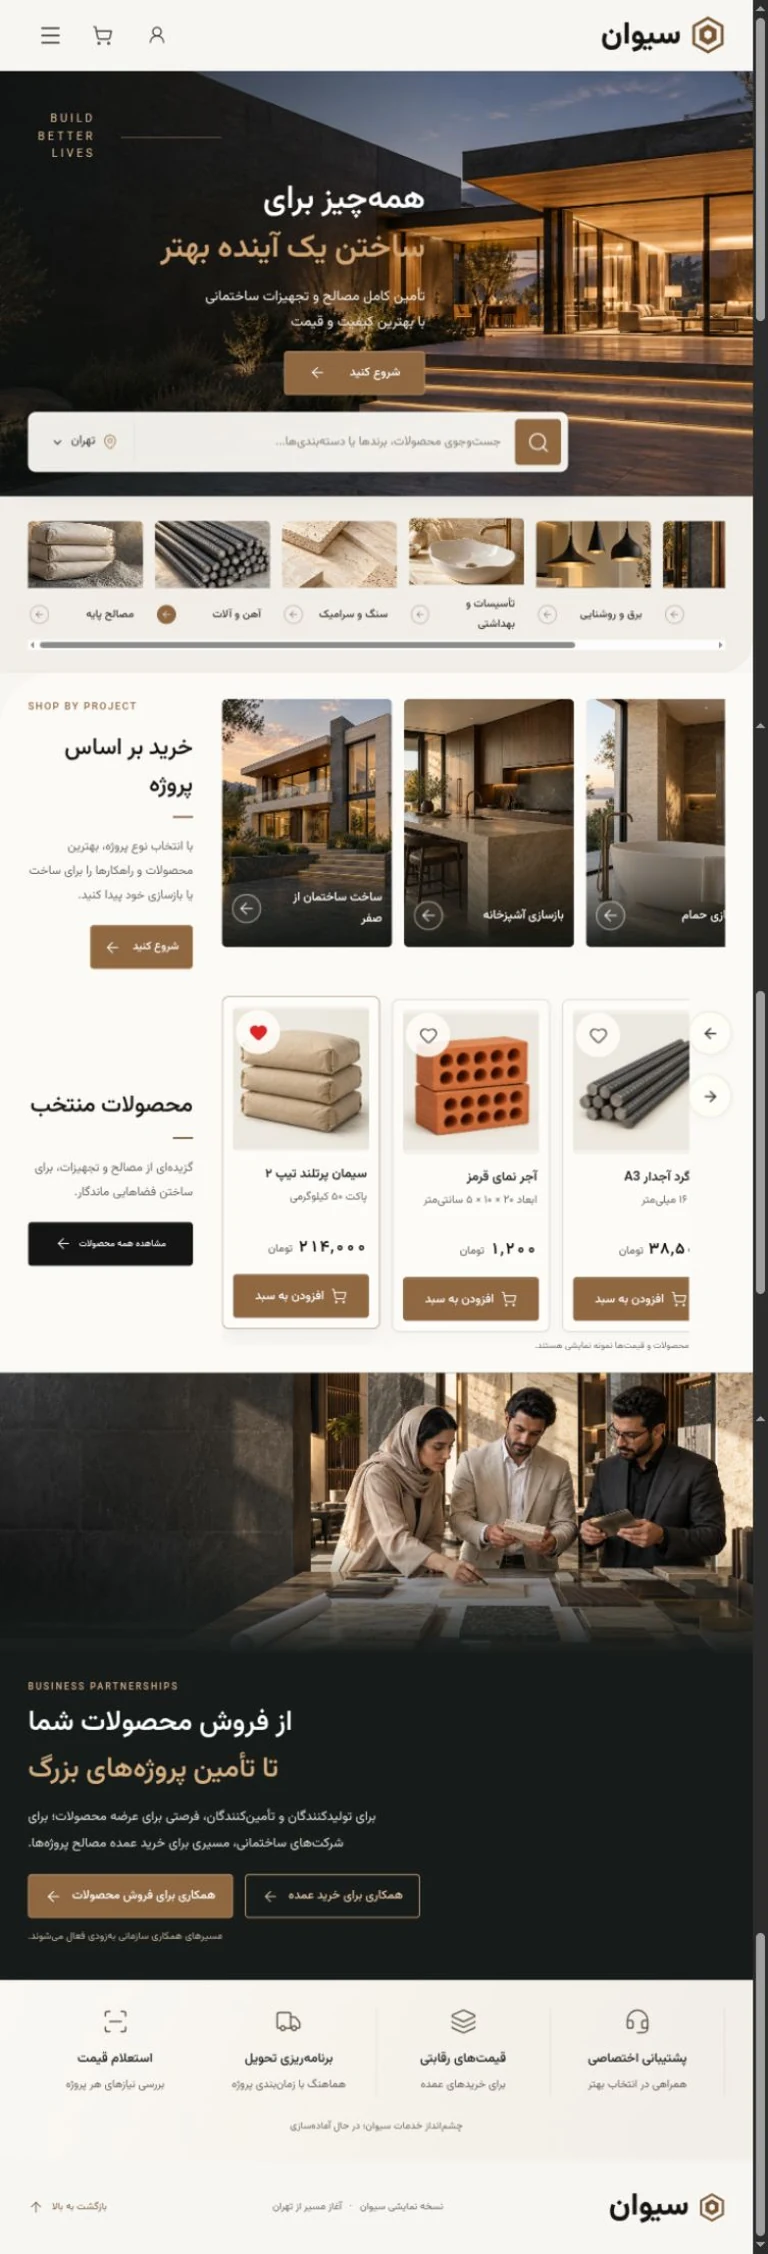 سیوان
BUILD
BETTER
LIVES
همه‌چیز برای
ساختن یک آینده بهتر
تأمین کامل مصالح و تجهیزات ساختمانی
با بهترین کیفیت و قیمت
شروع کنید
جست‌وجوی محصولات، برندها یا دسته‌بندی‌ها...
تهران
مصالح پایه
آهن و آلات
سنگ و سرامیک
تأسیسات و
بهداشتی
برق و روشنایی
SHOP BY PROJECT
خرید بر اساس
پروژه
با انتخاب نوع پروژه، بهترین
محصولات و راهکارها را برای ساخت
یا بازسازی خود پیدا کنید.
شروع کنید
ساخت ساختمان از
صفر
بازسازی آشپزخانه
ازی حمام
محصولات منتخب
گزیده‌ای از مصالح و تجهیزات، برای
ساختن فضاهایی ماندگار.
مشاهده همه محصولات
سیمان پرتلند تیپ ۲
پاکت ۵۰ کیلوگرمی
۲۱۴,۰۰۰ تومان
افزودن به سبد
آجر نمای قرمز
ابعاد ۲۰ × ۱۰ × ۵ سانتی‌متر
۱,۲۰۰ تومان
افزودن به سبد
گرد آجدار A3
۱۶ میلی‌متر
۳۸,۵۰ تومان
افزودن به سبد
محصولات و قیمت‌ها نمونه نمایشی هستند.
BUSINESS PARTNERSHIPS
از فروش محصولات شما
تا تأمین پروژه‌های بزرگ
برای تولیدکنندگان و تأمین‌کنندگان، فرصتی برای عرضه محصولات؛ برای
شرکت‌های ساختمانی، مسیری برای خرید عمده مصالح پروژه‌ها.
همکاری برای فروش محصولات
همکاری برای خرید عمده
مسیرهای همکاری سازمانی به‌زودی فعال می‌شوند.
پشتیبانی اختصاصی
همراهی در انتخاب بهتر
قیمت‌های رقابتی
برای خریدهای عمده
برنامه‌ریزی تحویل
هماهنگ با زمان‌بندی پروژه
استعلام قیمت
بررسی نیازهای هر پروژه
چشم‌انداز خدمات سیوان؛ در حال آماده‌سازی
سیوان
نسخه نمایشی سیوان · آغاز مسیر از تهران
بازگشت به بالا